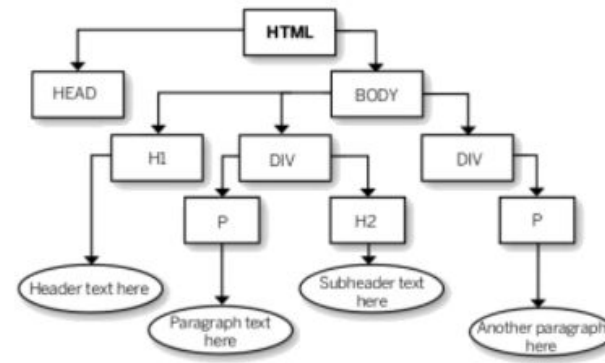 HTML
HEAD
BODY
H1
DIV
DIV
P
H2
P
Header text here
Subheader text
here
Paragraph text
here
Another paragraph
here